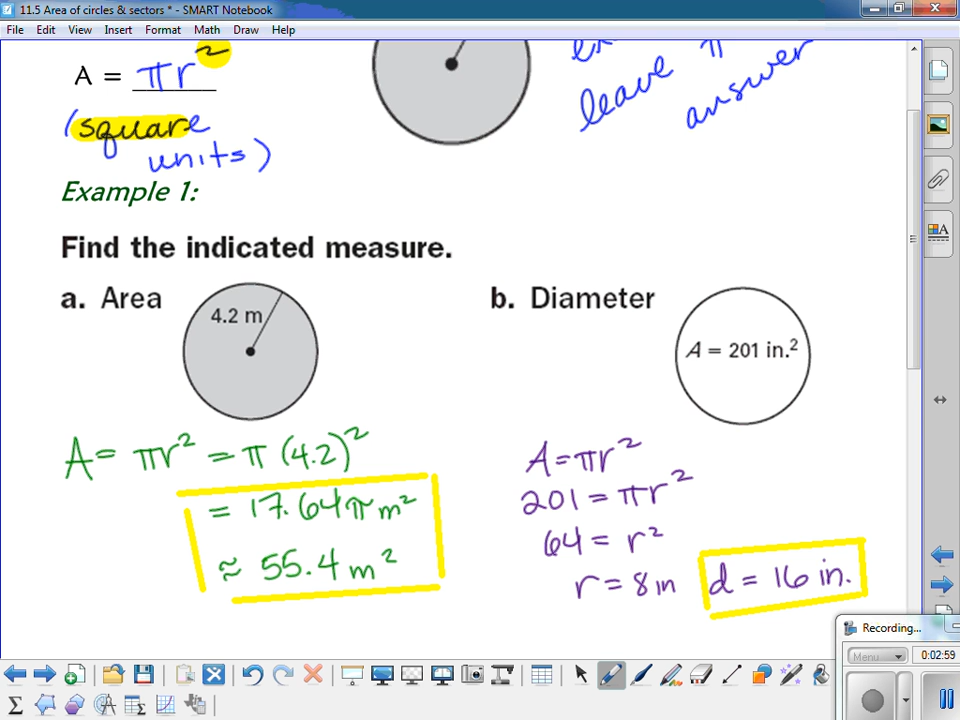 11.5 Area of circles & sectors * - SMART Notebook
File Edit View Insert Format Math Draw Help
A = πr²
(square
units)
leave π
answer
Example 1:
Find the indicated measure.
a. Area
4.2 m
b. Diameter
A = 201 in.²
A = πr² = π (4.2)²
= 17.64π m²
≈ 55.4 m²
A = πr²
201 = πr²
64 = r²
r = 8in
d = 16 in.
Recording...
Menu
0:02:59